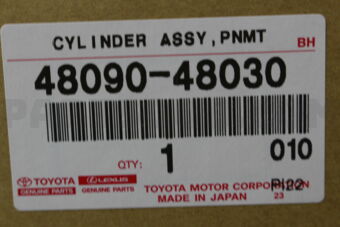 CYLINDER ASSY, PNMT
BH
48090-48030
QTY: 1
010
TOYOTA LEXUS
GENUINE PARTS GENUINE PARTS
TOYOTA MOTOR CORPORATION
MADE IN JAPAN 23